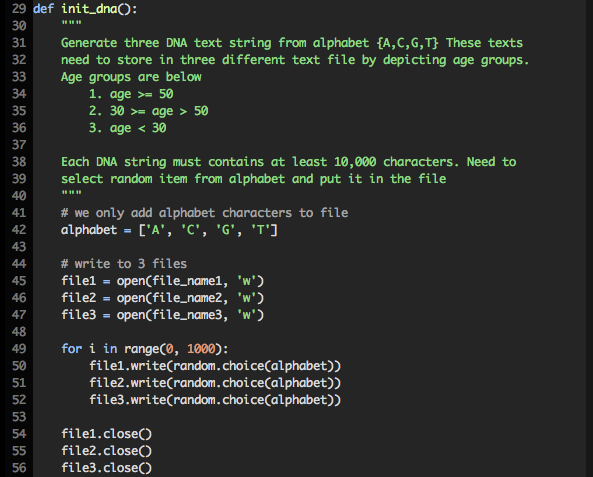 29 def init_dna():
30     """
31     Generate three DNA text string from alphabet {A,C,G,T} These texts
32     need to store in three different text file by depicting age groups.
33     Age groups are below
34         1. age >= 50
35         2. 30 >= age > 50
36         3. age < 30
37
38     Each DNA string must contains at least 10,000 characters. Need to
39     select random item from alphabet and put it in the file
40     """
41     # we only add alphabet characters to file
42     alphabet = ['A', 'C', 'G', 'T']
43
44     # write to 3 files
45     file1 = open(file_name1, 'w')
46     file2 = open(file_name2, 'w')
47     file3 = open(file_name3, 'w')
48
49     for i in range(0, 1000):
50         file1.write(random.choice(alphabet))
51         file2.write(random.choice(alphabet))
52         file3.write(random.choice(alphabet))
53
54     file1.close()
55     file2.close()
56     file3.close()